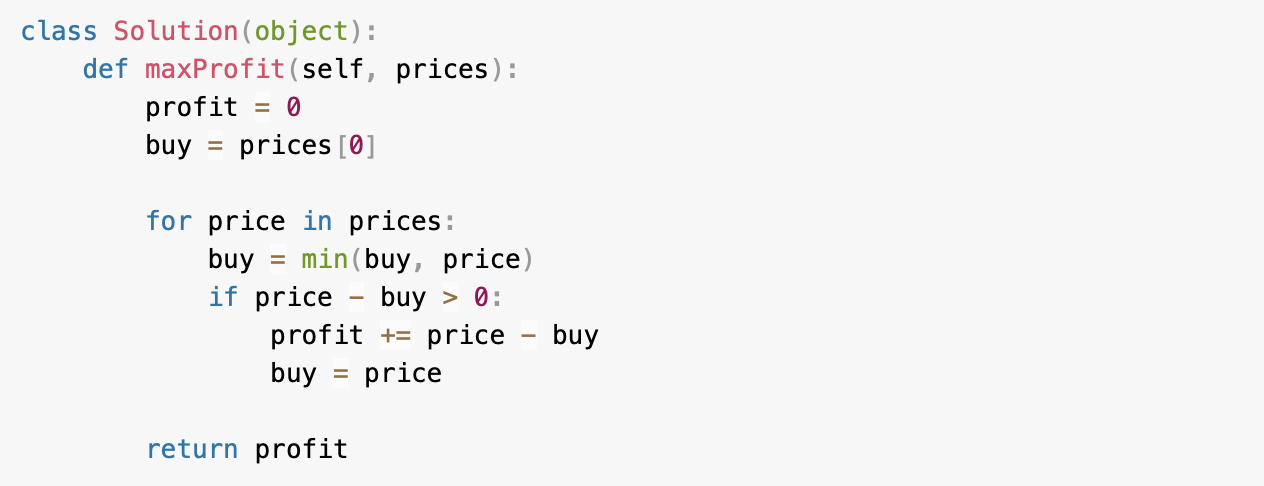 class Solution(object):
    def maxProfit(self, prices):
        profit = 0
        buy = prices[0]

        for price in prices:
            buy = min(buy, price)
            if price - buy > 0:
                profit += price - buy
                buy = price

        return profit